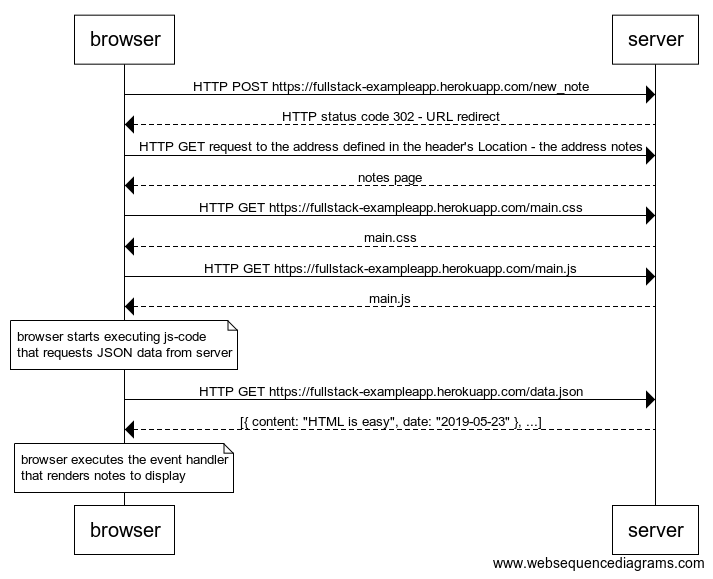 browser
server
HTTP POST https://fullstack-exampleapp.herokuapp.com/new_note
HTTP status code 302 - URL redirect
HTTP GET request to the address defined in the header's Location - the address notes
notes page
HTTP GET https://fullstack-exampleapp.herokuapp.com/main.css
main.css
HTTP GET https://fullstack-exampleapp.herokuapp.com/main.js
main.js
browser starts executing js-code
that requests JSON data from server
HTTP GET https://fullstack-exampleapp.herokuapp.com/data.json
[{ content: "HTML is easy", date: "2019-05-23" }, ...]
browser executes the event handler
that renders notes to display
browser
server
www.websequencediagrams.com